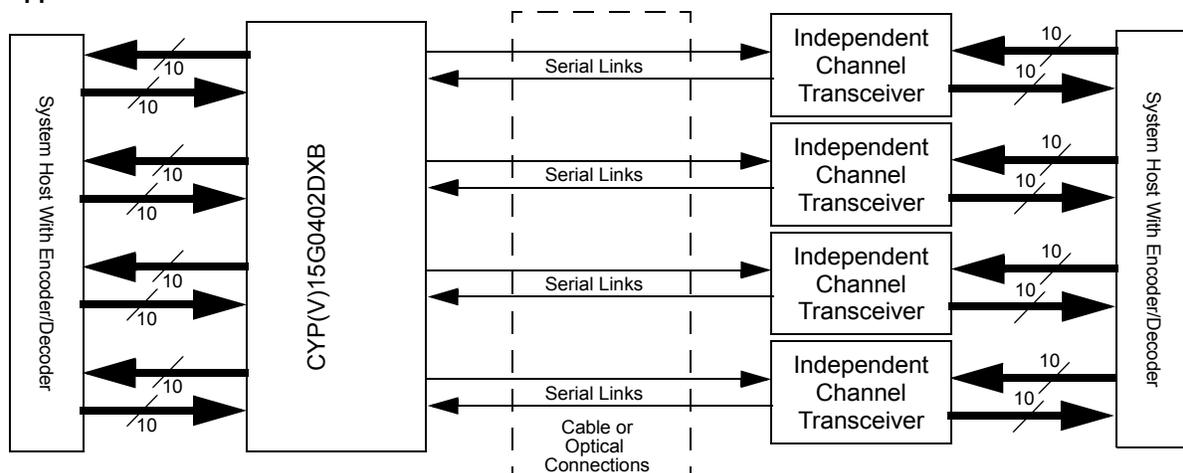 System Host With Encoder/Decoder
10
10
10
10
10
10
10
10
CYP(V)15G0402DXB
Serial Links
Serial Links
Serial Links
Serial Links
Cable or
Optical
Connections
Independent
Channel
Transceiver
Independent
Channel
Transceiver
Independent
Channel
Transceiver
Independent
Channel
Transceiver
10
10
10
10
10
10
10
10
System Host With Encoder/Decoder